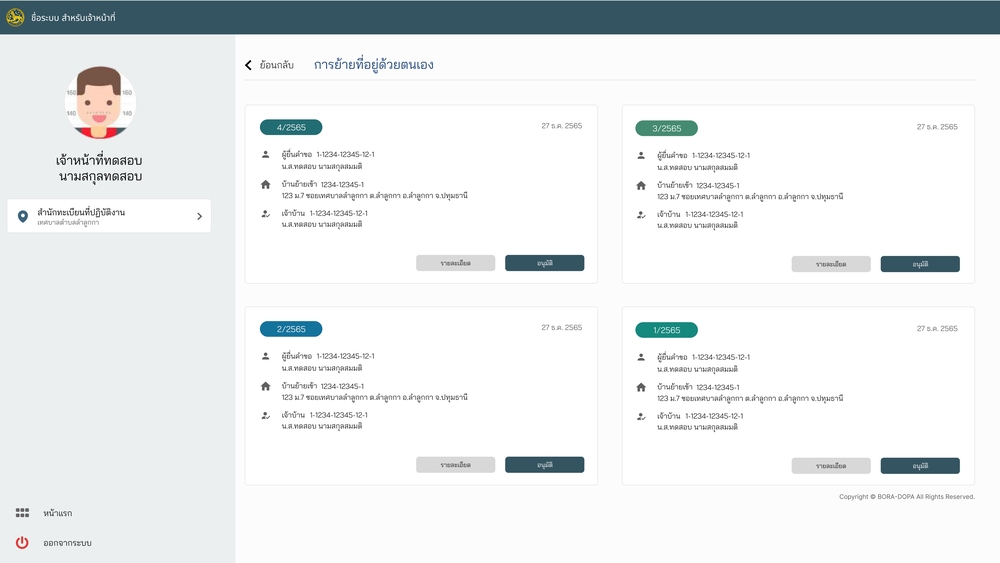 ชื่อระบบ สำหรับเจ้าหน้าที่
160 160
140 140
เจ้าหน้าที่ทดสอบ
นามสกุลทดสอบ
สำนักทะเบียนที่ปฏิบัติงาน
เทศบาลตำบลลำลูกกา
หน้าแรก
ออกจากระบบ
ย้อนกลับ การย้ายที่อยู่ด้วยตนเอง
4/2565 27 ธ.ค. 2565
ผู้ยื่นคำขอ 1-1234-12345-12-1
น.ส.ทดสอบ นามสกุลสมมติ
บ้านย้ายเข้า 1234-12345-1
123 ม.7 ซอยเทศบาลลำลูกกา ต.ลำลูกกา อ.ลำลูกกา จ.ปทุมธานี
เจ้าบ้าน 1-1234-12345-12-1
น.ส.ทดสอบ นามสกุลสมมติ
รายละเอียด อนุมัติ
3/2565 27 ธ.ค. 2565
ผู้ยื่นคำขอ 1-1234-12345-12-1
น.ส.ทดสอบ นามสกุลสมมติ
บ้านย้ายเข้า 1234-12345-1
123 ม.7 ซอยเทศบาลลำลูกกา ต.ลำลูกกา อ.ลำลูกกา จ.ปทุมธานี
เจ้าบ้าน 1-1234-12345-12-1
น.ส.ทดสอบ นามสกุลสมมติ
รายละเอียด อนุมัติ
2/2565 27 ธ.ค. 2565
ผู้ยื่นคำขอ 1-1234-12345-12-1
น.ส.ทดสอบ นามสกุลสมมติ
บ้านย้ายเข้า 1234-12345-1
123 ม.7 ซอยเทศบาลลำลูกกา ต.ลำลูกกา อ.ลำลูกกา จ.ปทุมธานี
เจ้าบ้าน 1-1234-12345-12-1
น.ส.ทดสอบ นามสกุลสมมติ
รายละเอียด อนุมัติ
1/2565 27 ธ.ค. 2565
ผู้ยื่นคำขอ 1-1234-12345-12-1
น.ส.ทดสอบ นามสกุลสมมติ
บ้านย้ายเข้า 1234-12345-1
123 ม.7 ซอยเทศบาลลำลูกกา ต.ลำลูกกา อ.ลำลูกกา จ.ปทุมธานี
เจ้าบ้าน 1-1234-12345-12-1
น.ส.ทดสอบ นามสกุลสมมติ
รายละเอียด อนุมัติ
Copyright © BORA-DOPA All Rights Reserved.